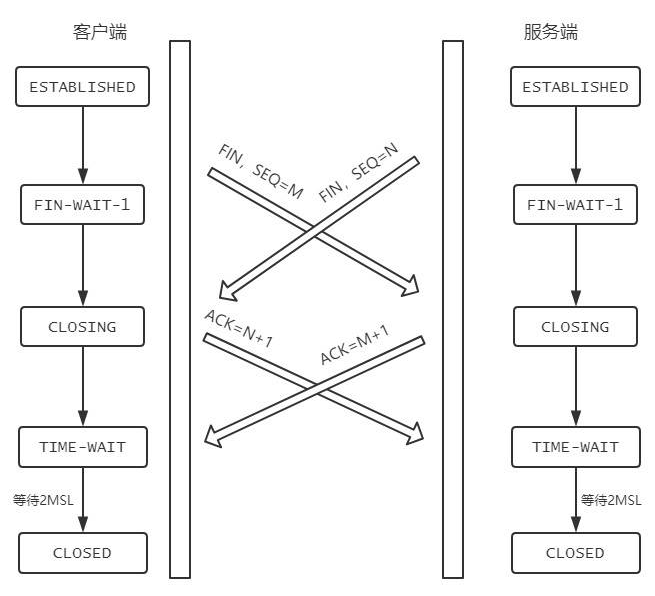 客户端
服务端
ESTABLISHED
ESTABLISHED
FIN，SEQ=M
FIN，SEQ=N
FIN-WAIT-1
FIN-WAIT-1
CLOSING
CLOSING
ACK=N+1
ACK=M+1
TIME-WAIT
TIME-WAIT
等待2MSL
等待2MSL
CLOSED
CLOSED